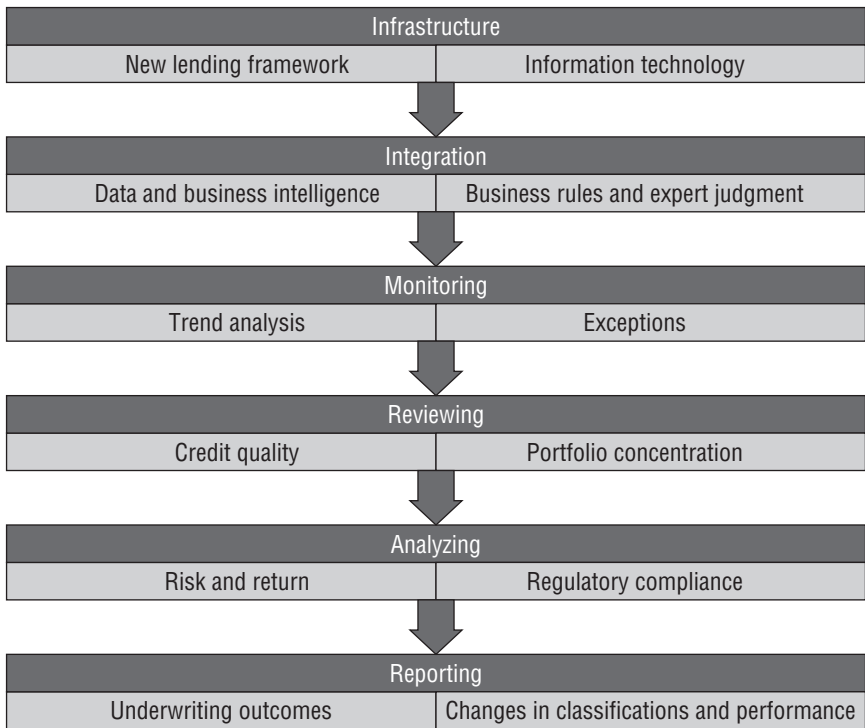 Infrastructure
New lending framework Information technology
Integration
Data and business intelligence Business rules and expert judgment
Monitoring
Trend analysis Exceptions
Reviewing
Credit quality Portfolio concentration
Analyzing
Risk and return Regulatory compliance
Reporting
Underwriting outcomes Changes in classifications and performance